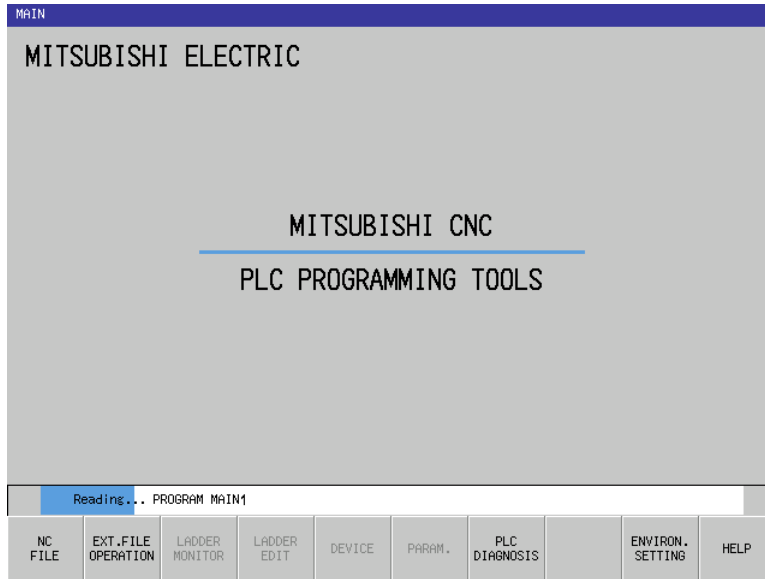 MAIN
MITSUBISHI ELECTRIC
MITSUBISHI CNC
PLC PROGRAMMING TOOLS
Reading... PROGRAM MAIN1
NC
FILE
EXT.FILE
OPERATION
LADDER
MONITOR
LADDER
EDIT
DEVICE
PARAM.
PLC
DIAGNOSIS
ENVIRON.
SETTING
HELP